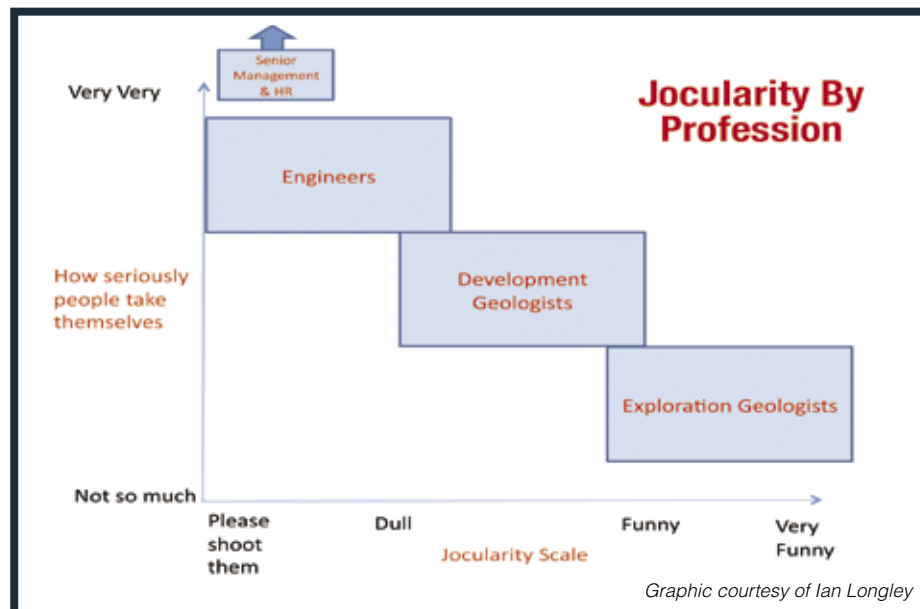 Senior
Management
& HR
Very Very
Jocularity By
Profession
Engineers
How seriously
people take
themselves
Development
Geologists
Exploration Geologists
Not so much
Please
shoot
them
Dull
Funny
Very
Funny
Jocularity Scale
Graphic courtesy of Ian Longley